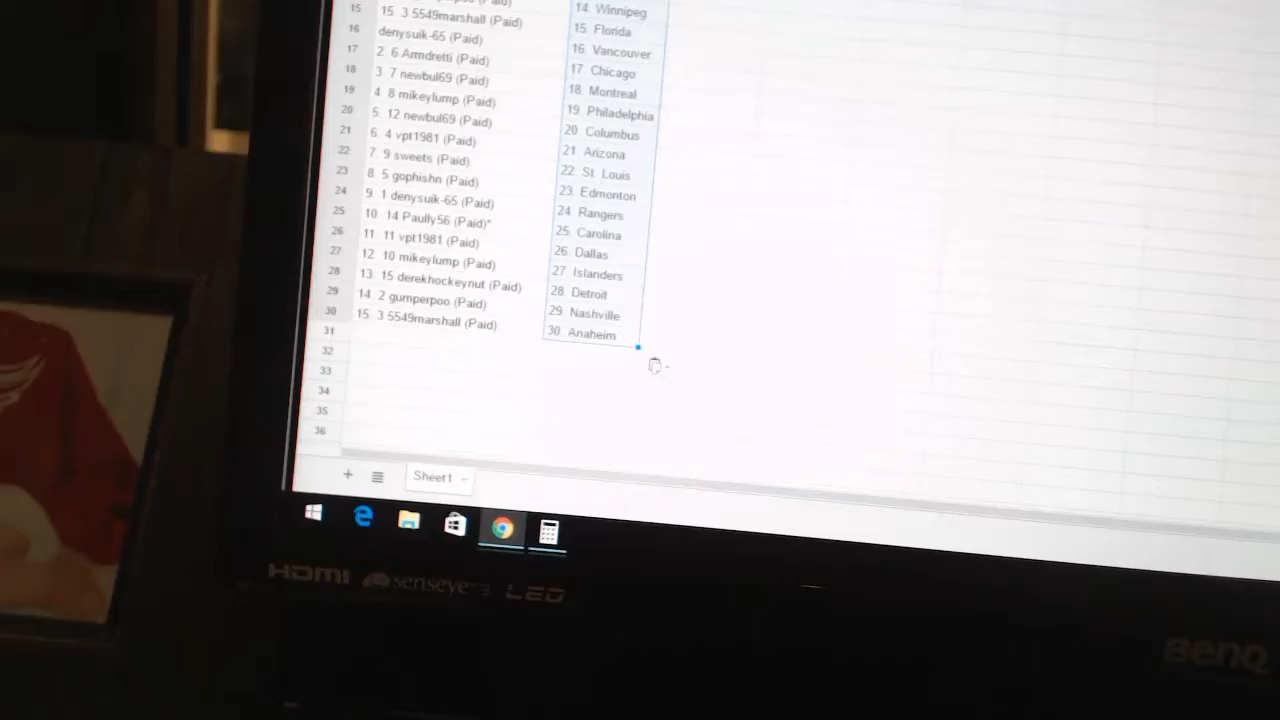 15 15 3 5549marshall (Paid) 14 Winnipeg
16 denysuik-65 (Paid) 15 Florida
17 2 6 Armdretti (Paid) 16 Vancouver
18 3 7 newbul69 (Paid) 17 Chicago
19 4 8 mikeylump (Paid) 18 Montreal
20 5 12 newbul69 (Paid) 19 Philadelphia
21 6 4 vpt1981 (Paid) 20 Columbus
22 7 9 sweets (Paid) 21 Arizona
23 8 5 gophishn (Paid) 22 St. Louis
24 9 1 denysuik-65 (Paid) 23 Edmonton
25 10 14 Paully56 (Paid)* 24 Rangers
26 11 11 vpt1981 (Paid) 25 Carolina
27 12 10 mikeylump (Paid) 26 Dallas
28 13 15 derekhockeynut (Paid) 27 Islanders
29 14 2 gumperpoo (Paid) 28 Detroit
30 15 3 5549marshall (Paid) 29 Nashville
31 30 Anaheim
32
33
34
35
36
+ Sheet1
HDMI senseye LED
BenQ